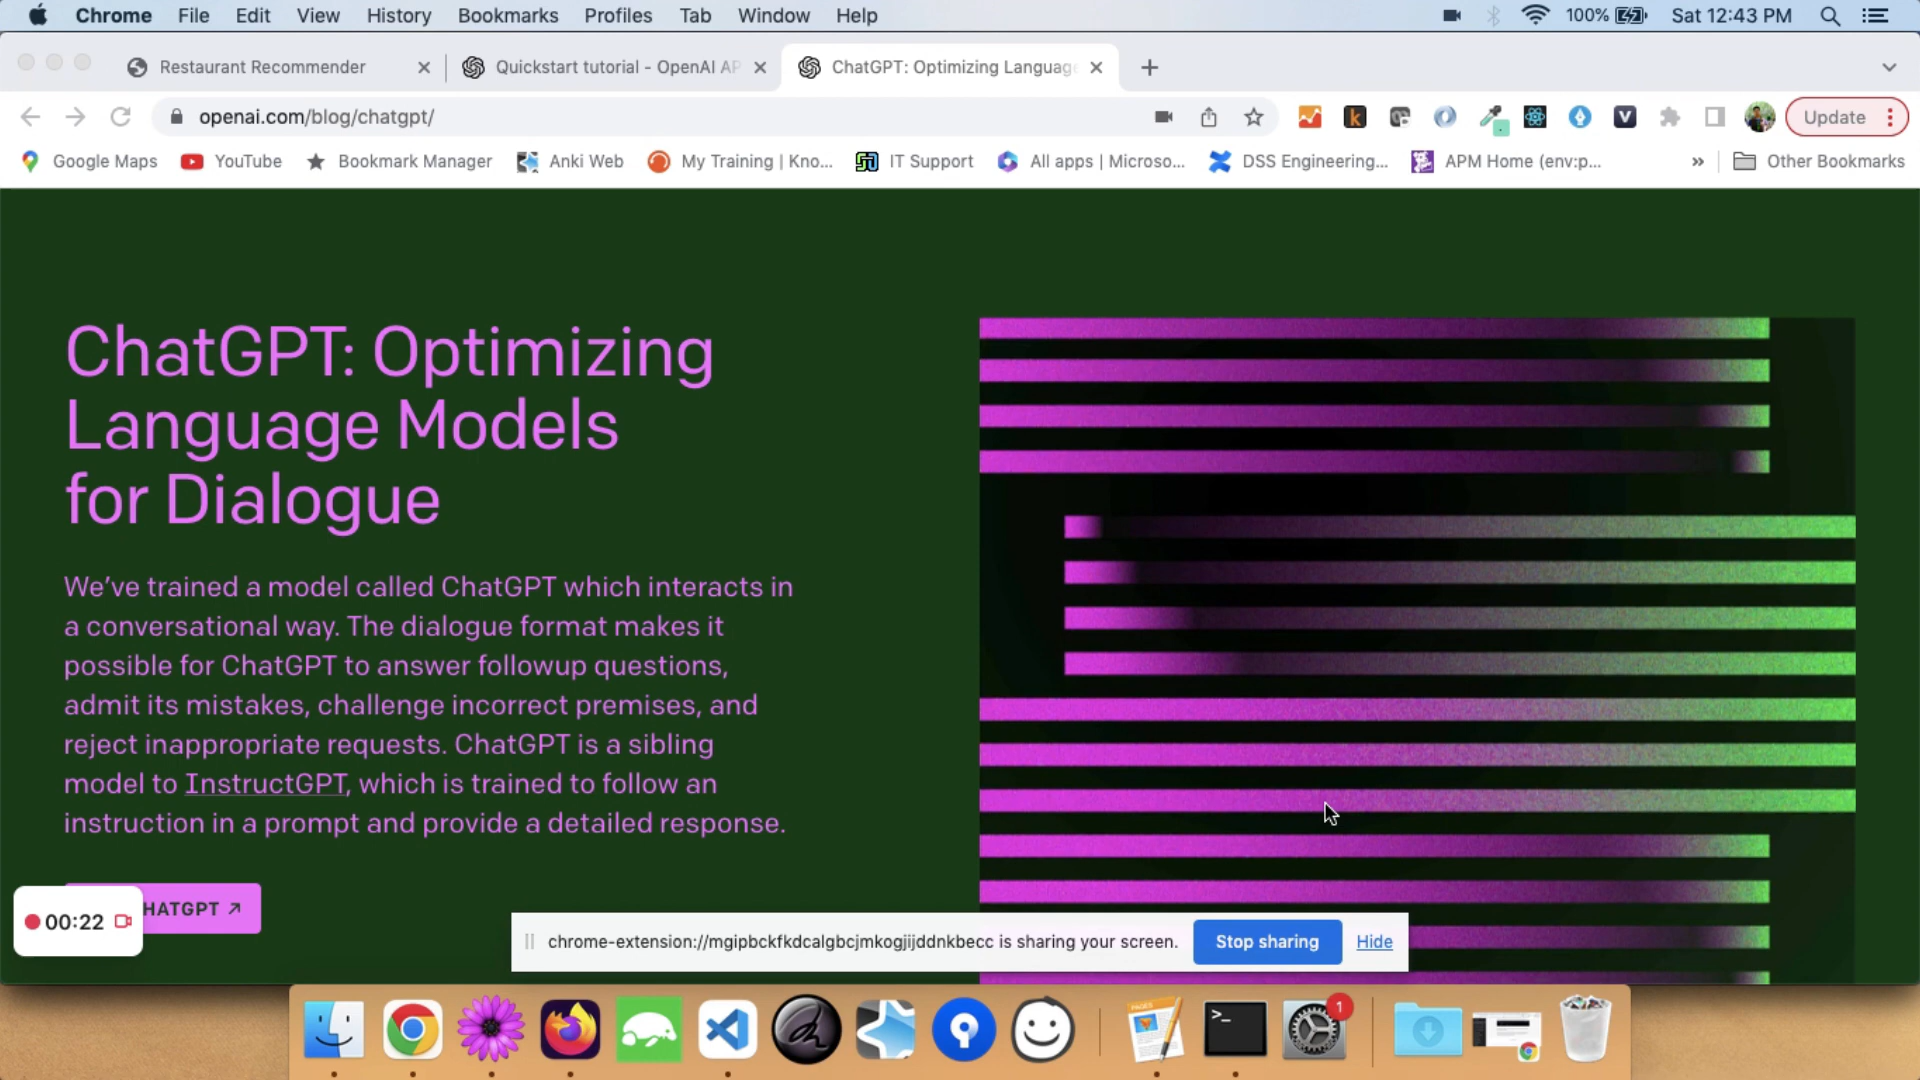 Chrome File Edit View History Bookmarks Profiles Tab Window Help 100% Sat 12:43 PM
Restaurant Recommender Quickstart tutorial - OpenAI AP ChatGPT: Optimizing Language
openai.com/blog/chatgpt/ Update
Google Maps YouTube Bookmark Manager Anki Web My Training | Kno... IT Support All apps | Microso... DSS Engineering... APM Home (env:p... » Other Bookmarks
ChatGPT: Optimizing
Language Models
for Dialogue
We’ve trained a model called ChatGPT which interacts in
a conversational way. The dialogue format makes it
possible for ChatGPT to answer followup questions,
admit its mistakes, challenge incorrect premises, and
reject inappropriate requests. ChatGPT is a sibling
model to InstructGPT, which is trained to follow an
instruction in a prompt and provide a detailed response.
HATGPT ↗
00:22
chrome-extension://mgipbckfkdcalgbcjmkogjijddnkbecc is sharing your screen. Stop sharing Hide
PAGES
>_
1